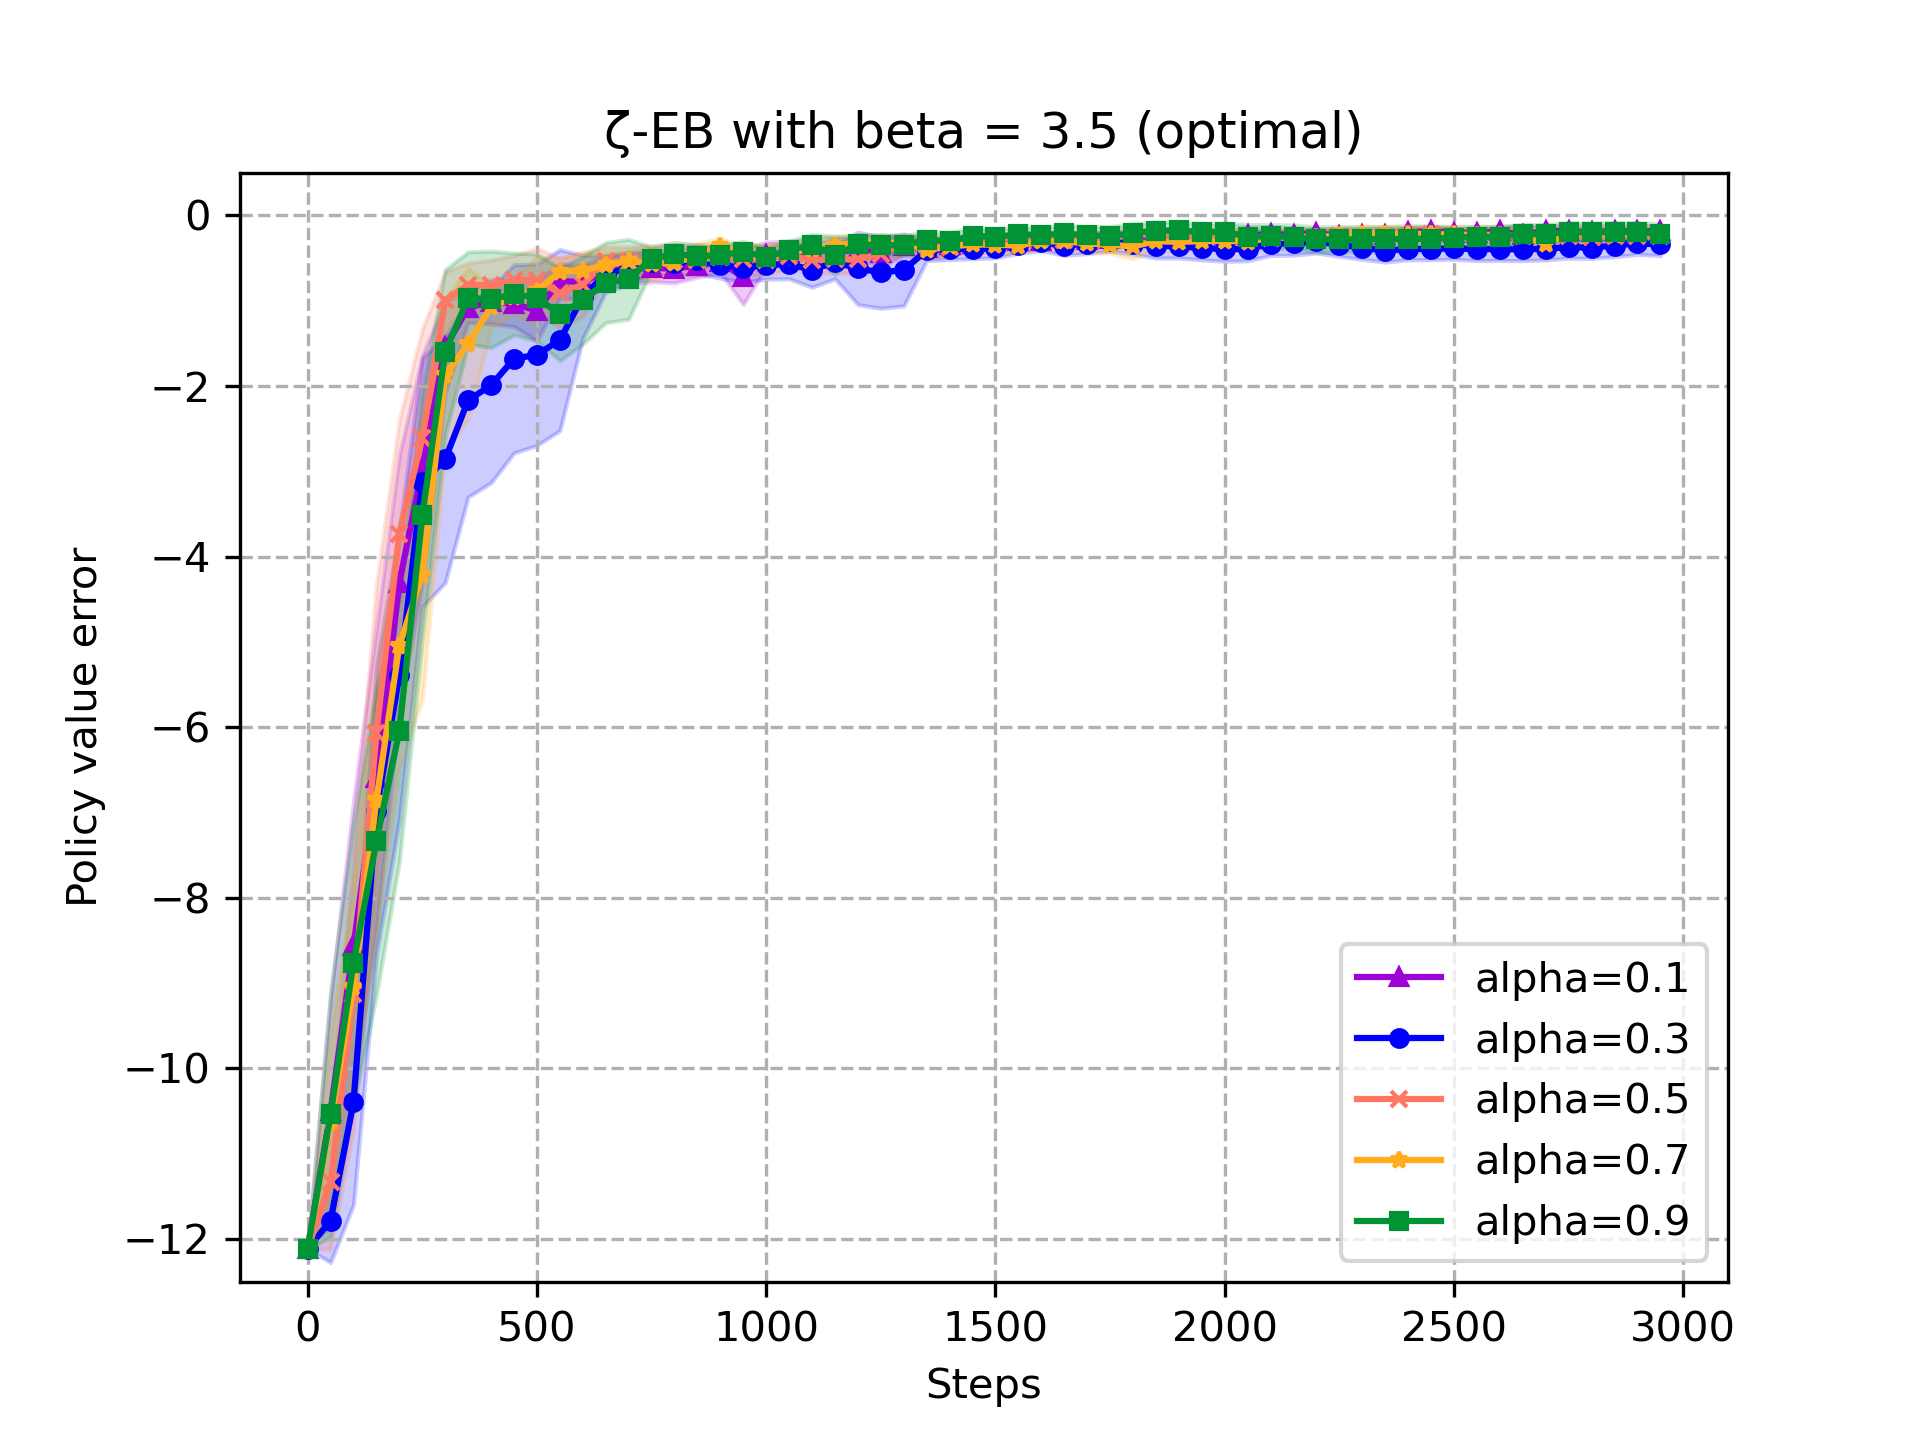 ζ-EB with beta = 3.5 (optimal)
Policy value error
0
−2
−4
−6
−8
−10
−12
0 500 1000 1500 2000 2500 3000
Steps
alpha=0.1
alpha=0.3
alpha=0.5
alpha=0.7
alpha=0.9